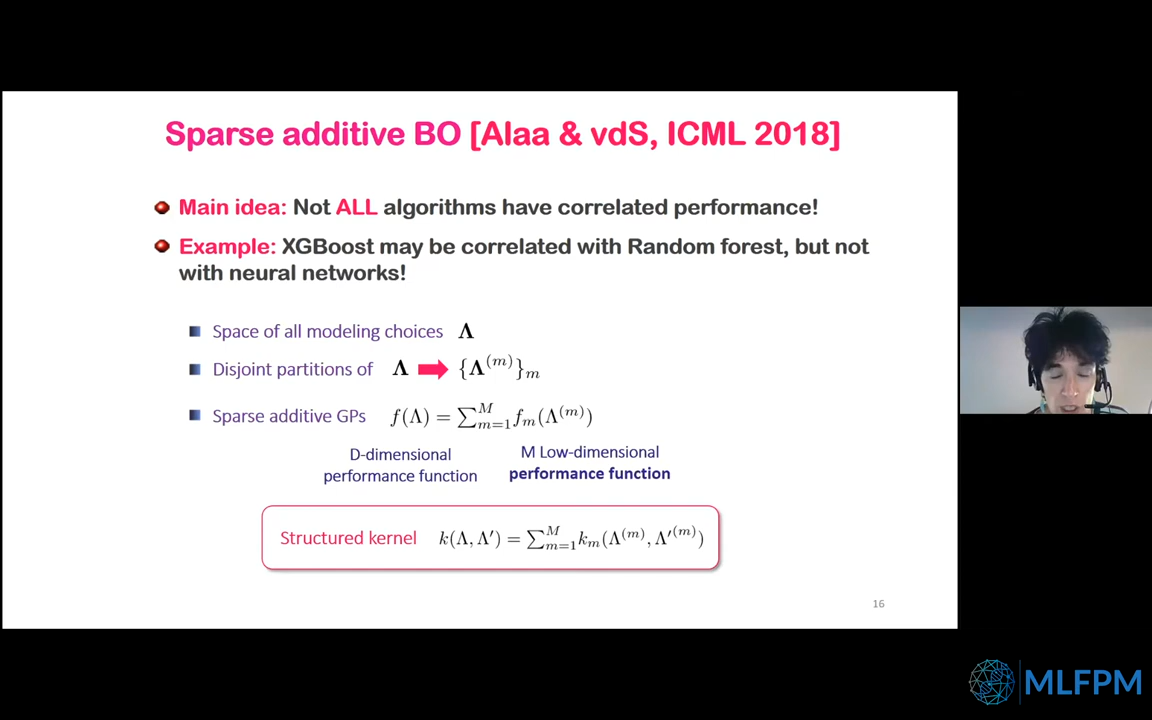 Sparse additive BO [Alaa & vdS, ICML 2018]
Main idea: Not ALL algorithms have correlated performance!
Example: XGBoost may be correlated with Random forest, but not
with neural networks!
Space of all modeling choices Λ
Disjoint partitions of Λ {Λ^(m)}_m
Sparse additive GPs f(Λ) = ∑_{m=1}^M f_m(Λ^(m))
D-dimensional
performance function
M Low-dimensional
performance function
Structured kernel k(Λ, Λ′) = ∑_{m=1}^M k_m(Λ^(m), Λ′^(m))
16
MLFPM